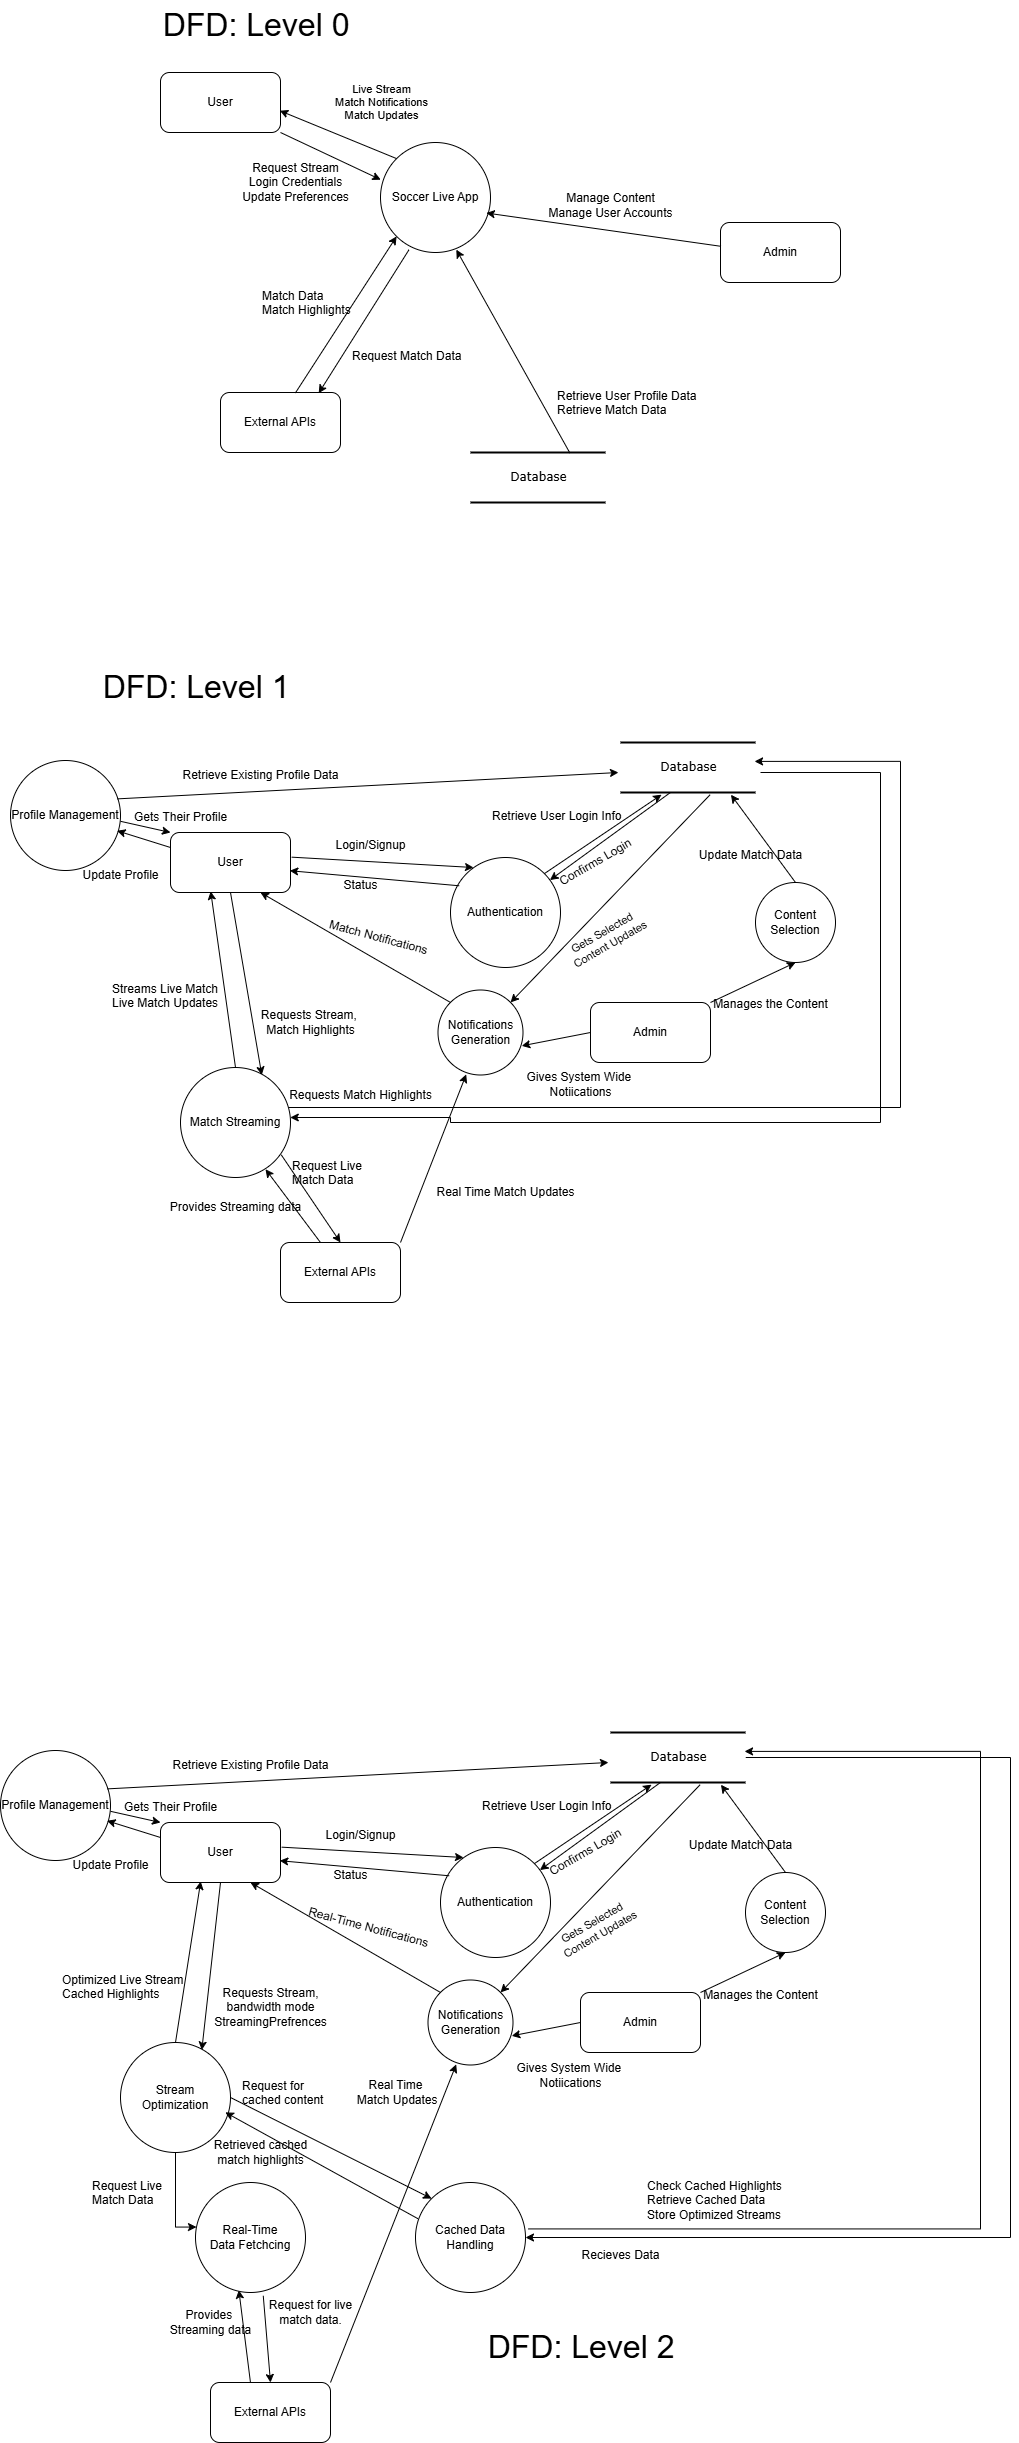 DFD: Level 0
User
Live Stream
Match Notifications
Match Updates
Request Stream
Login Credentials
Update Preferences
Soccer Live App
Manage Content
Manage User Accounts
Admin
Match Data
Match Highlights
Request Match Data
External APIs
Retrieve User Profile Data
Retrieve Match Data
Database
DFD: Level 1
Database
Retrieve Existing Profile Data
Profile Management
Gets Their Profile
Update Profile
User
Login/Signup
Status
Retrieve User Login Info
Confirms Login
Authentication
Update Match Data
Content
Selection
Match Notifications
Gets Selected
Content Updates
Streams Live Match
Live Match Updates
Requests Stream,
Match Highlights
Notifications
Generation
Admin
Manages the Content
Gives System Wide
Notiications
Requests Match Highlights
Match Streaming
Request Live
Match Data
Provides Streaming data
Real Time Match Updates
External APIs
Database
Retrieve Existing Profile Data
Profile Management
Gets Their Profile
Update Profile
User
Login/Signup
Status
Retrieve User Login Info
Confirms Login
Authentication
Update Match Data
Content
Selection
Real-Time Notifications
Gets Selected
Content Updates
Optimized Live Stream
Cached Highlights
Requests Stream,
bandwidth mode
StreamingPrefrences
Notifications
Generation
Admin
Manages the Content
Gives System Wide
Notiications
Stream
Optimization
Request for
cached content
Real Time
Match Updates
Retrieved cached
match highlights
Request Live
Match Data
Real-Time
Data Fetchcing
Cached Data
Handling
Check Cached Highlights
Retrieve Cached Data
Store Optimized Streams
Recieves Data
Provides
Streaming data
Request for live
match data.
DFD: Level 2
External APIs